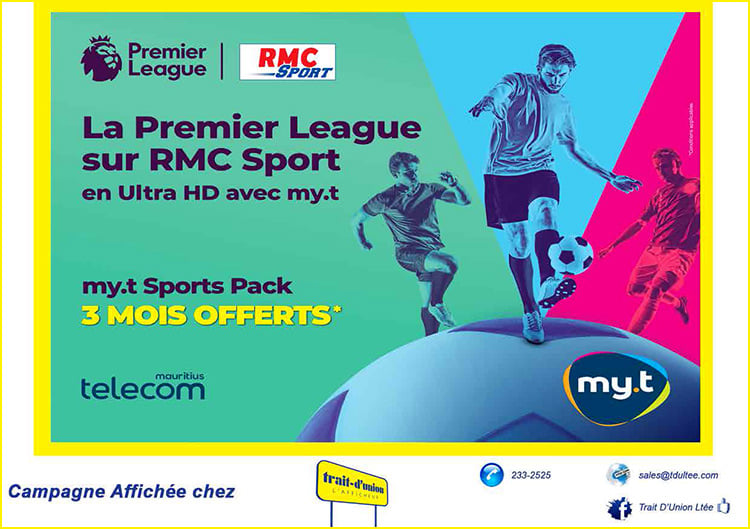 Premier
League
RMC
SPORT
La Premier League
sur RMC Sport
en Ultra HD avec my.t
*Conditions applicables
my.t Sports Pack
3 MOIS OFFERTS*
mauritius
telecom
my.t
Campagne Affichée chez
trait-d'union
L'AFFICHEUR
233-2525
sales@tdultee.com
Trait D'Union Ltée